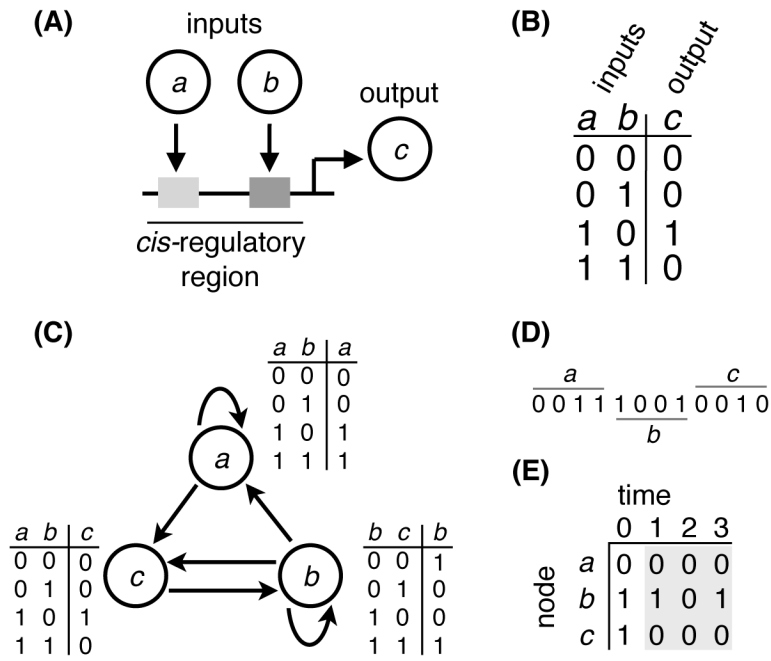 (A)
inputs
a b
output
c
cis-regulatory
region
(B)
inputs output
a b c
0 0 0
0 1 0
1 0 1
1 1 0
(C)
a b a
0 0 0
0 1 0
1 0 1
1 1 1
a
a b c
0 0 0
0 1 0
1 0 1
1 1 0
c
b
b c b
0 0 1
0 1 0
1 0 0
1 1 1
(D)
a c
0 0 1 1 1 0 0 1 0 0 1 0
b
(E)
time
0 1 2 3
node
a 0 0 0 0
b 1 1 0 1
c 1 0 0 0